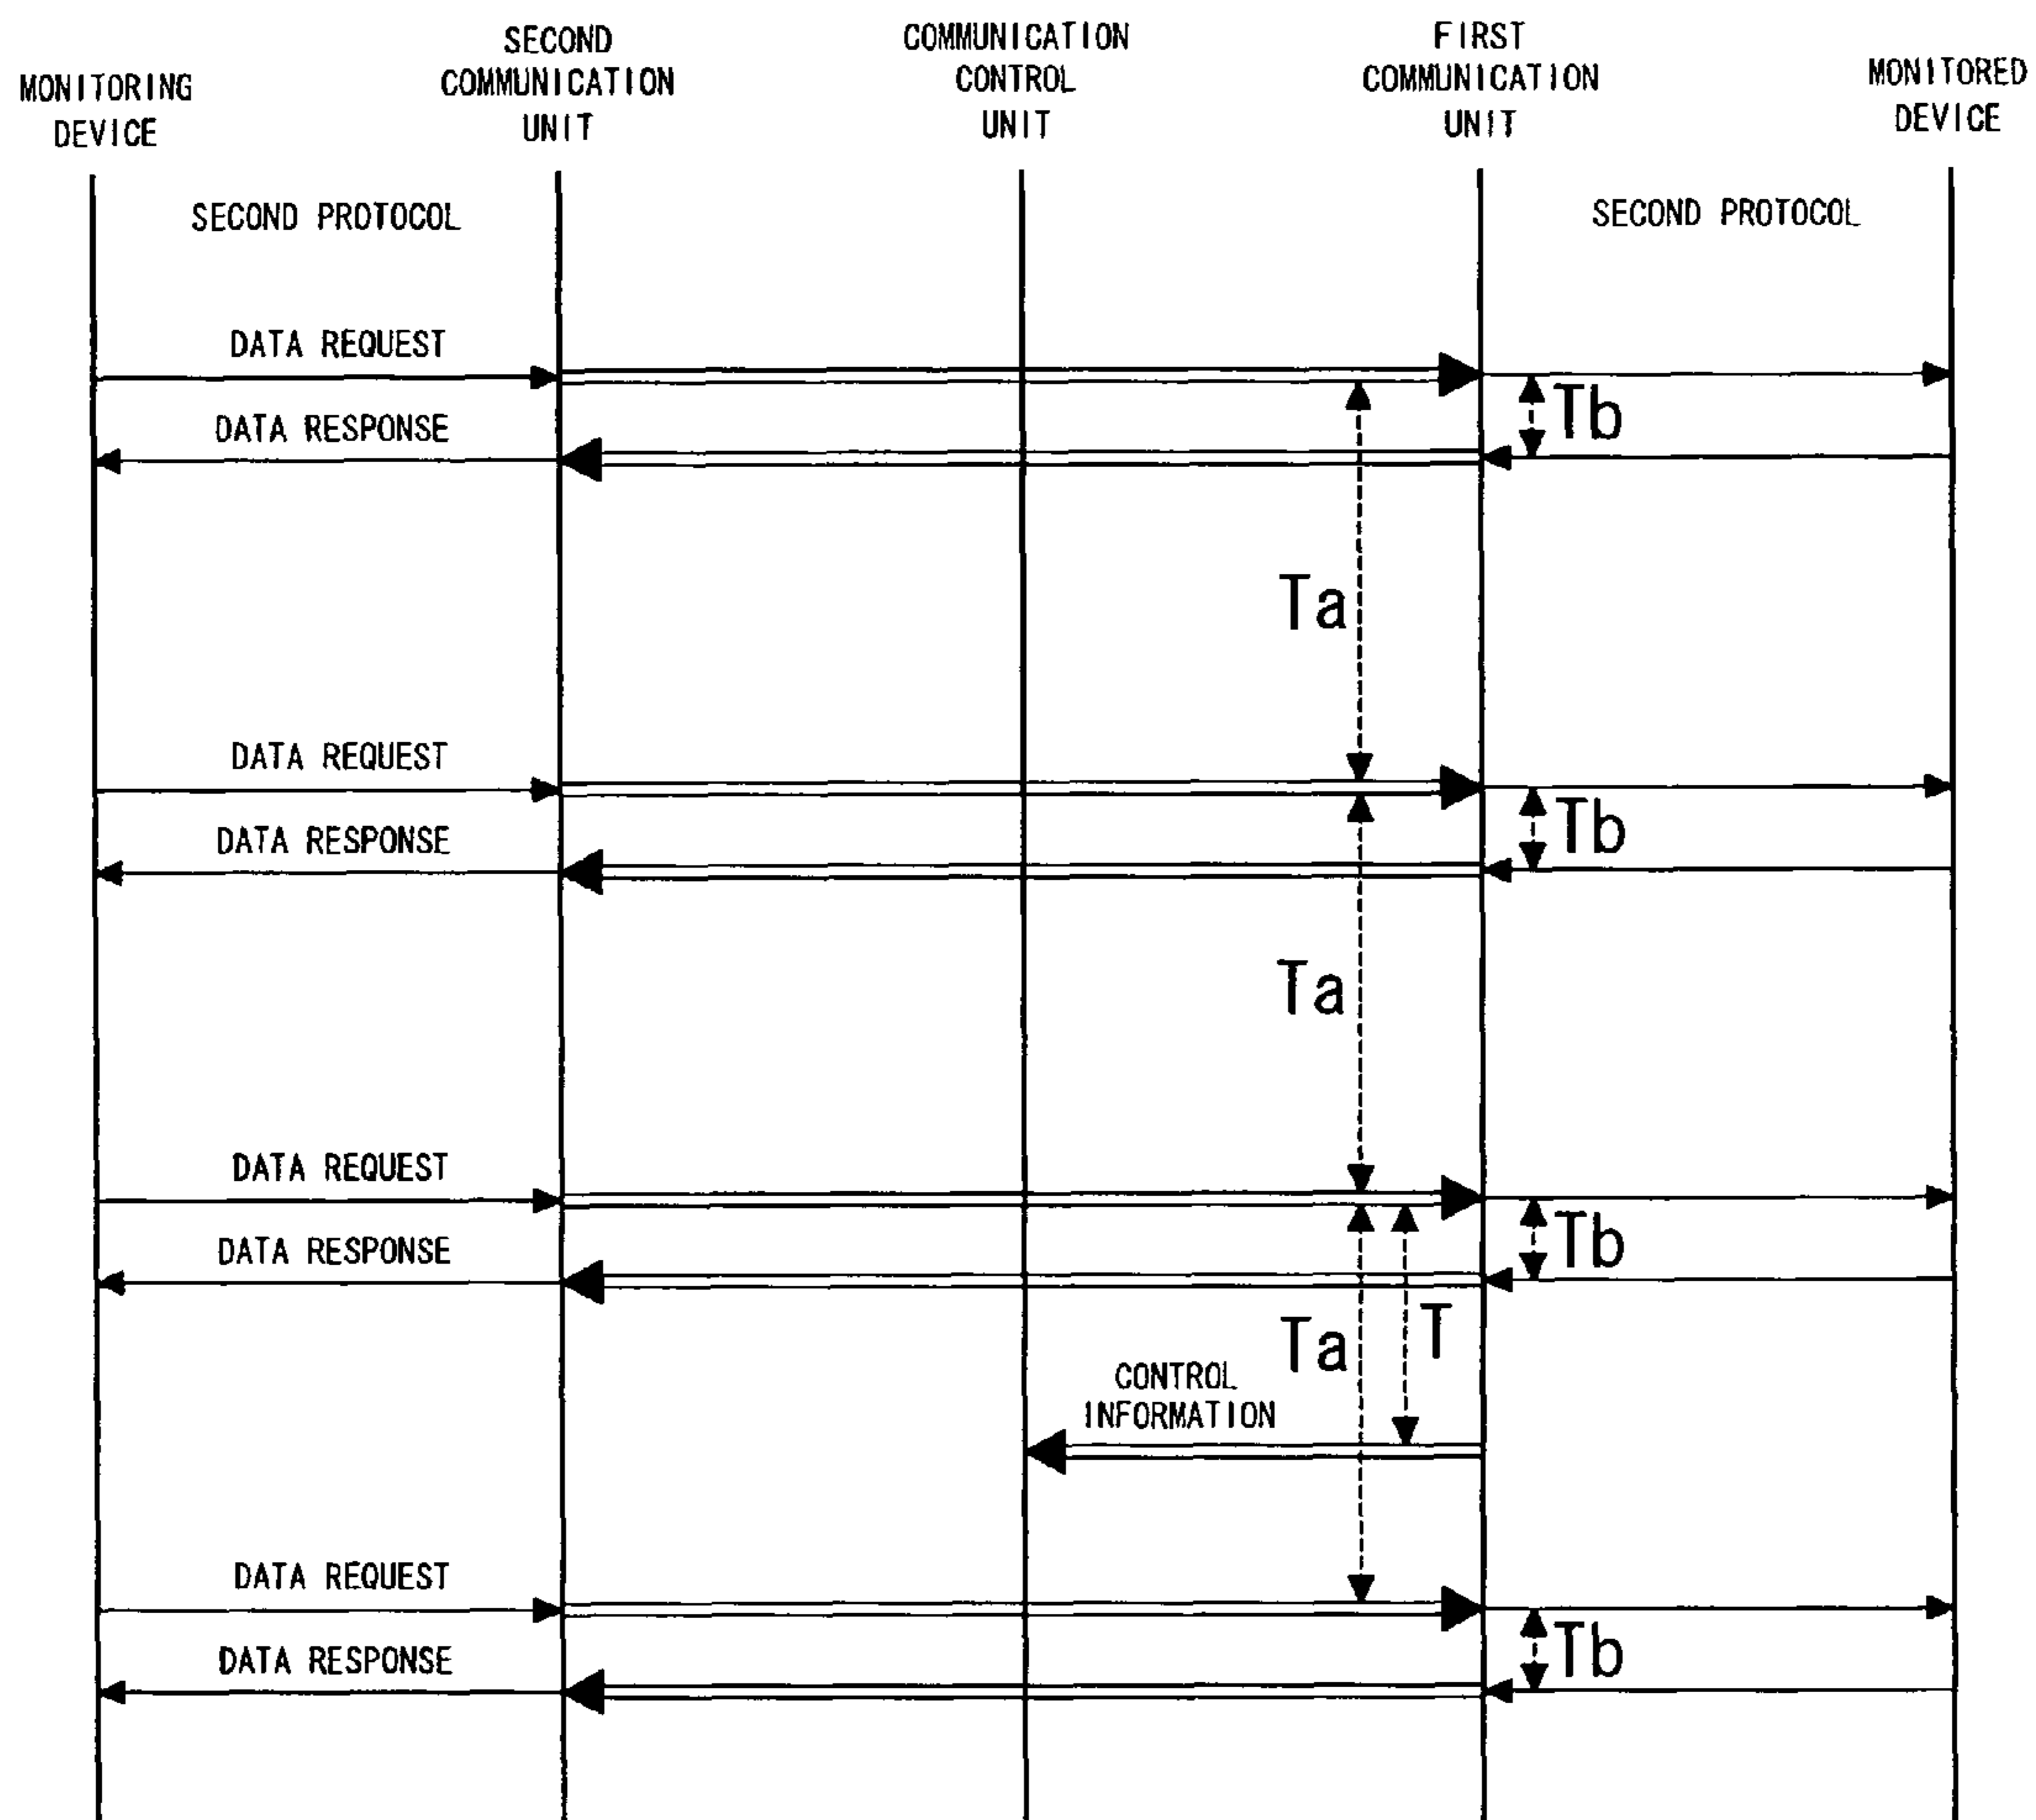 MONITORING
DEVICE
SECOND
COMMUNICATION
UNIT
COMMUNICATION
CONTROL
UNIT
FIRST
COMMUNICATION
UNIT
MONITORED
DEVICE
SECOND PROTOCOL
SECOND PROTOCOL
DATA REQUEST
Tb
DATA RESPONSE
Ta
DATA REQUEST
Tb
DATA RESPONSE
Ta
DATA REQUEST
Tb
DATA RESPONSE
Ta
T
CONTROL
INFORMATION
DATA REQUEST
Tb
DATA RESPONSE